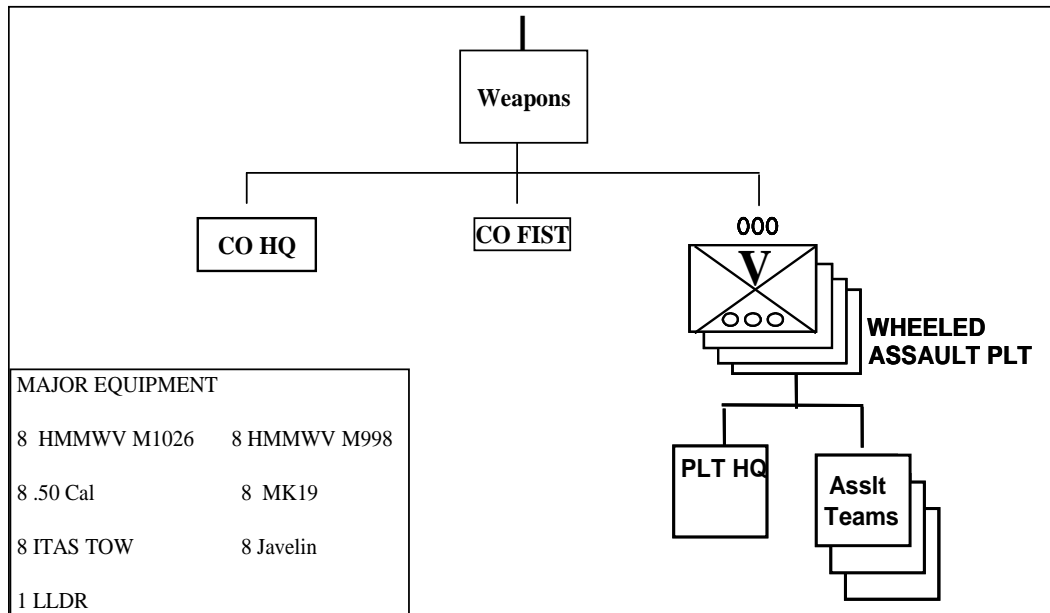 Weapons
CO HQ
CO FIST
V
WHEELED
ASSAULT PLT
PLT HQ
Asslt
Teams
MAJOR EQUIPMENT
8 HMMWV M1026 8 HMMWV M998
8 .50 Cal 8 MK19
8 ITAS TOW 8 Javelin
1 LLDR